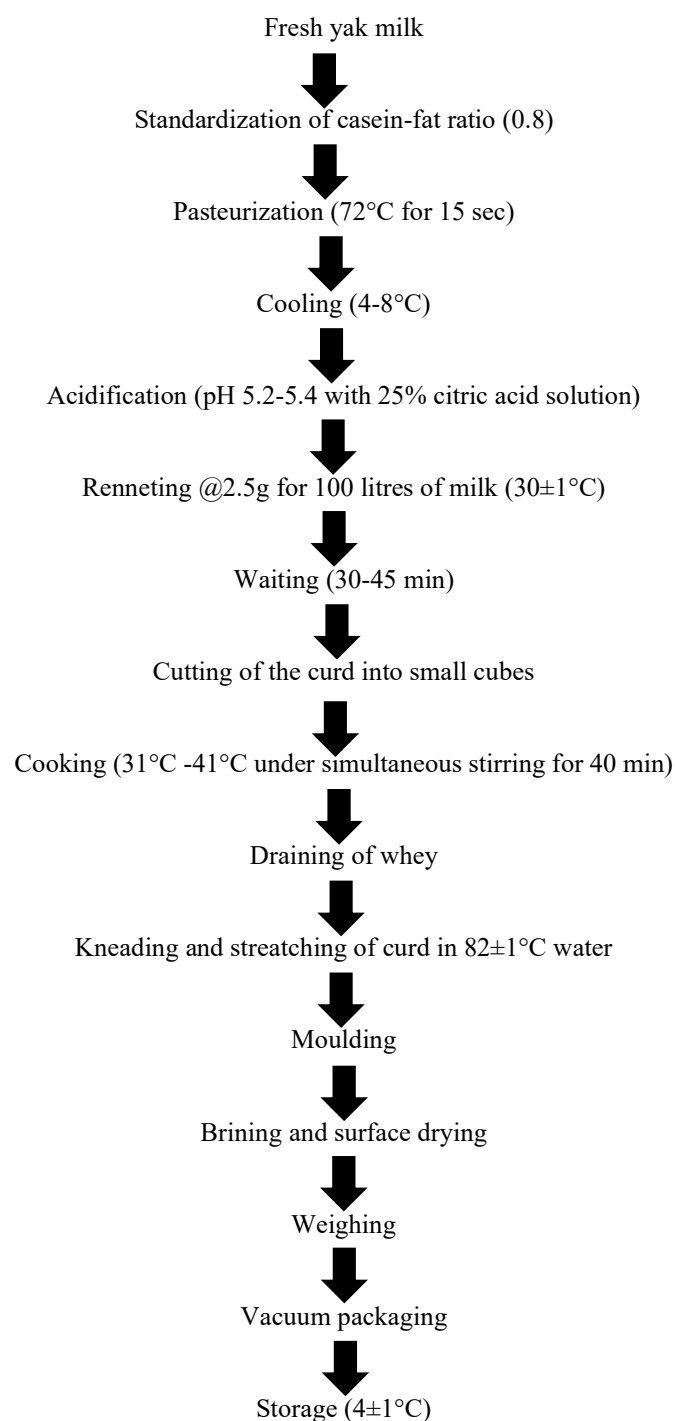 Fresh yak milk
Standardization of casein-fat ratio (0.8)
Pasteurization (72°C for 15 sec)
Cooling (4-8°C)
Acidification (pH 5.2-5.4 with 25% citric acid solution)
Renneting @2.5g for 100 litres of milk (30±1°C)
Waiting (30-45 min)
Cutting of the curd into small cubes
Cooking (31°C -41°C under simultaneous stirring for 40 min)
Draining of whey
Kneading and streatching of curd in 82±1°C water
Moulding
Brining and surface drying
Weighing
Vacuum packaging
Storage (4±1°C)